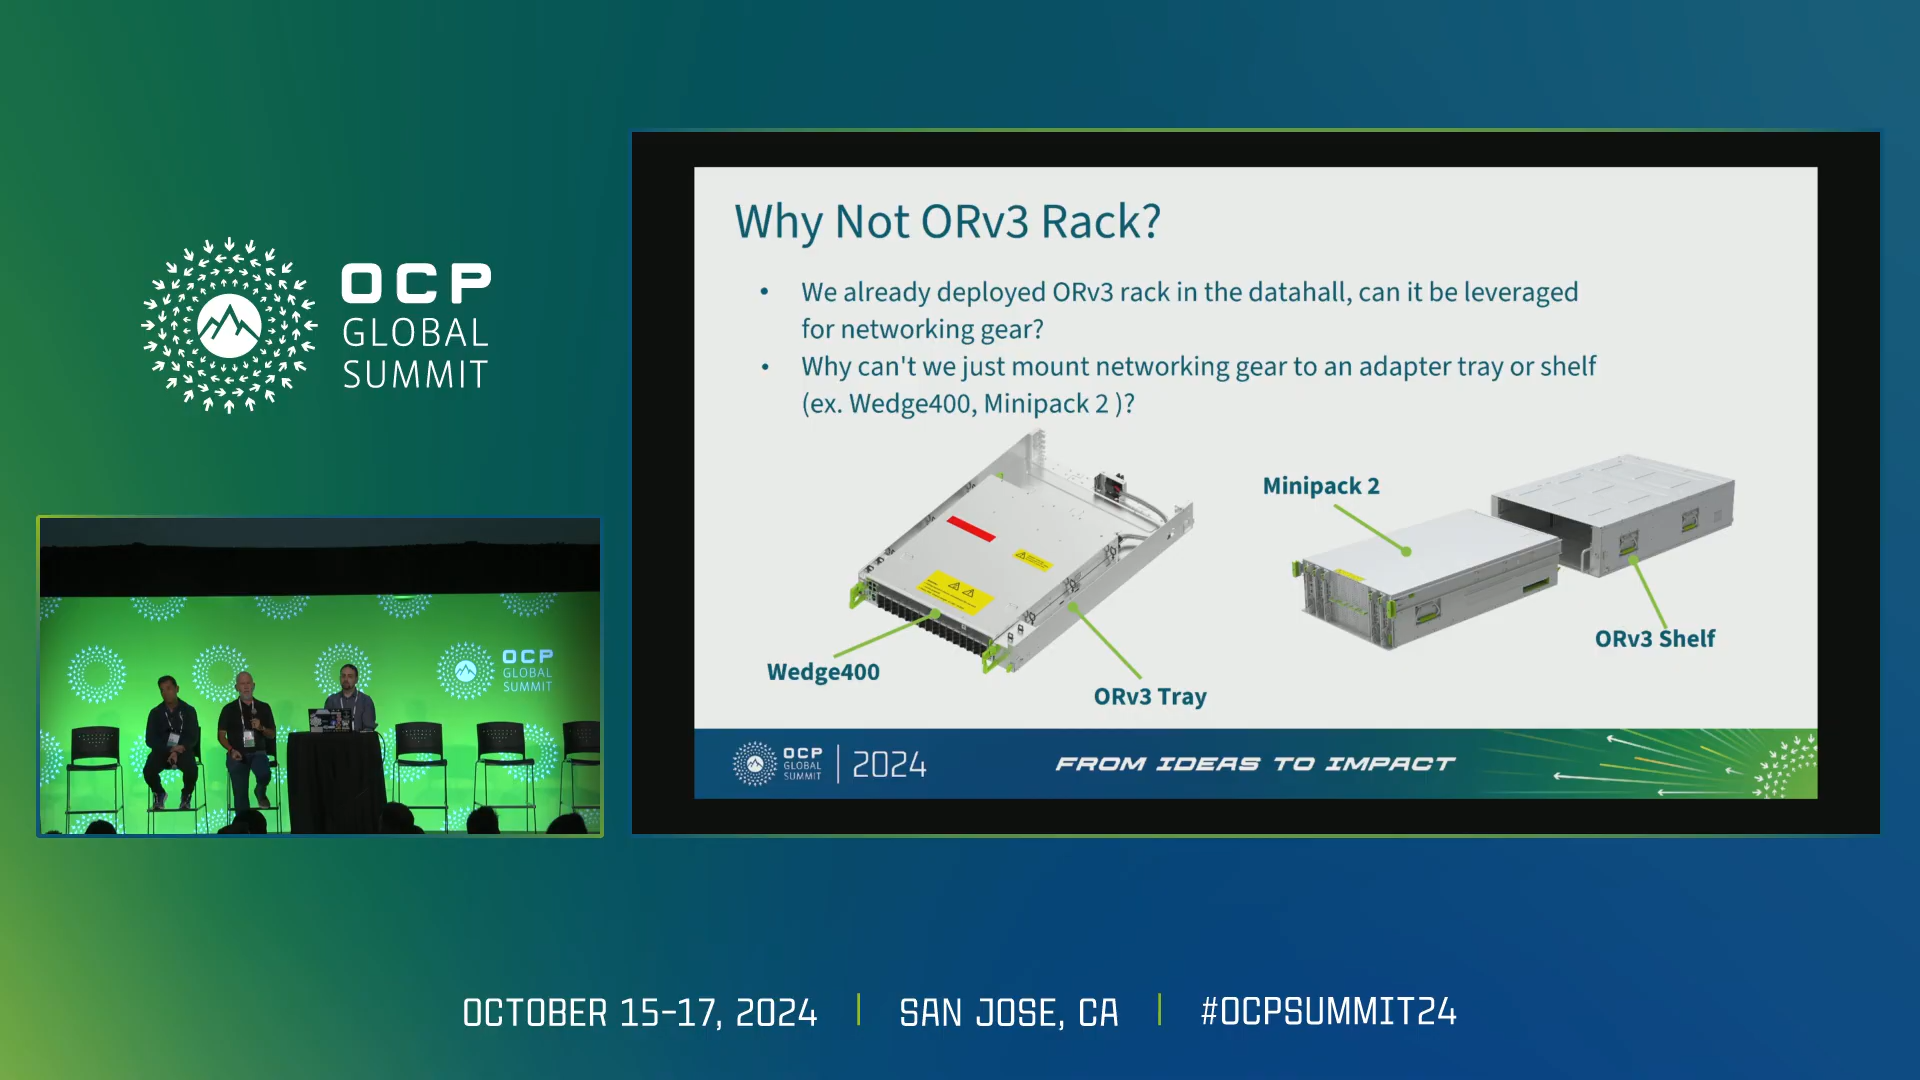 OCP
GLOBAL
SUMMIT
OCP
GLOBAL
SUMMIT
Why Not ORv3 Rack?
• We already deployed ORv3 rack in the datahall, can it be leveraged
for networking gear?
• Why can't we just mount networking gear to an adapter tray or shelf
(ex. Wedge400, Minipack 2 )?
Minipack 2
ORv3 Shelf
Wedge400
ORv3 Tray
OCP
GLOBAL
SUMMIT
2024
FROM IDEAS TO IMPACT
OCTOBER 15-17, 2024 | SAN JOSE, CA | #OCPSUMMIT24